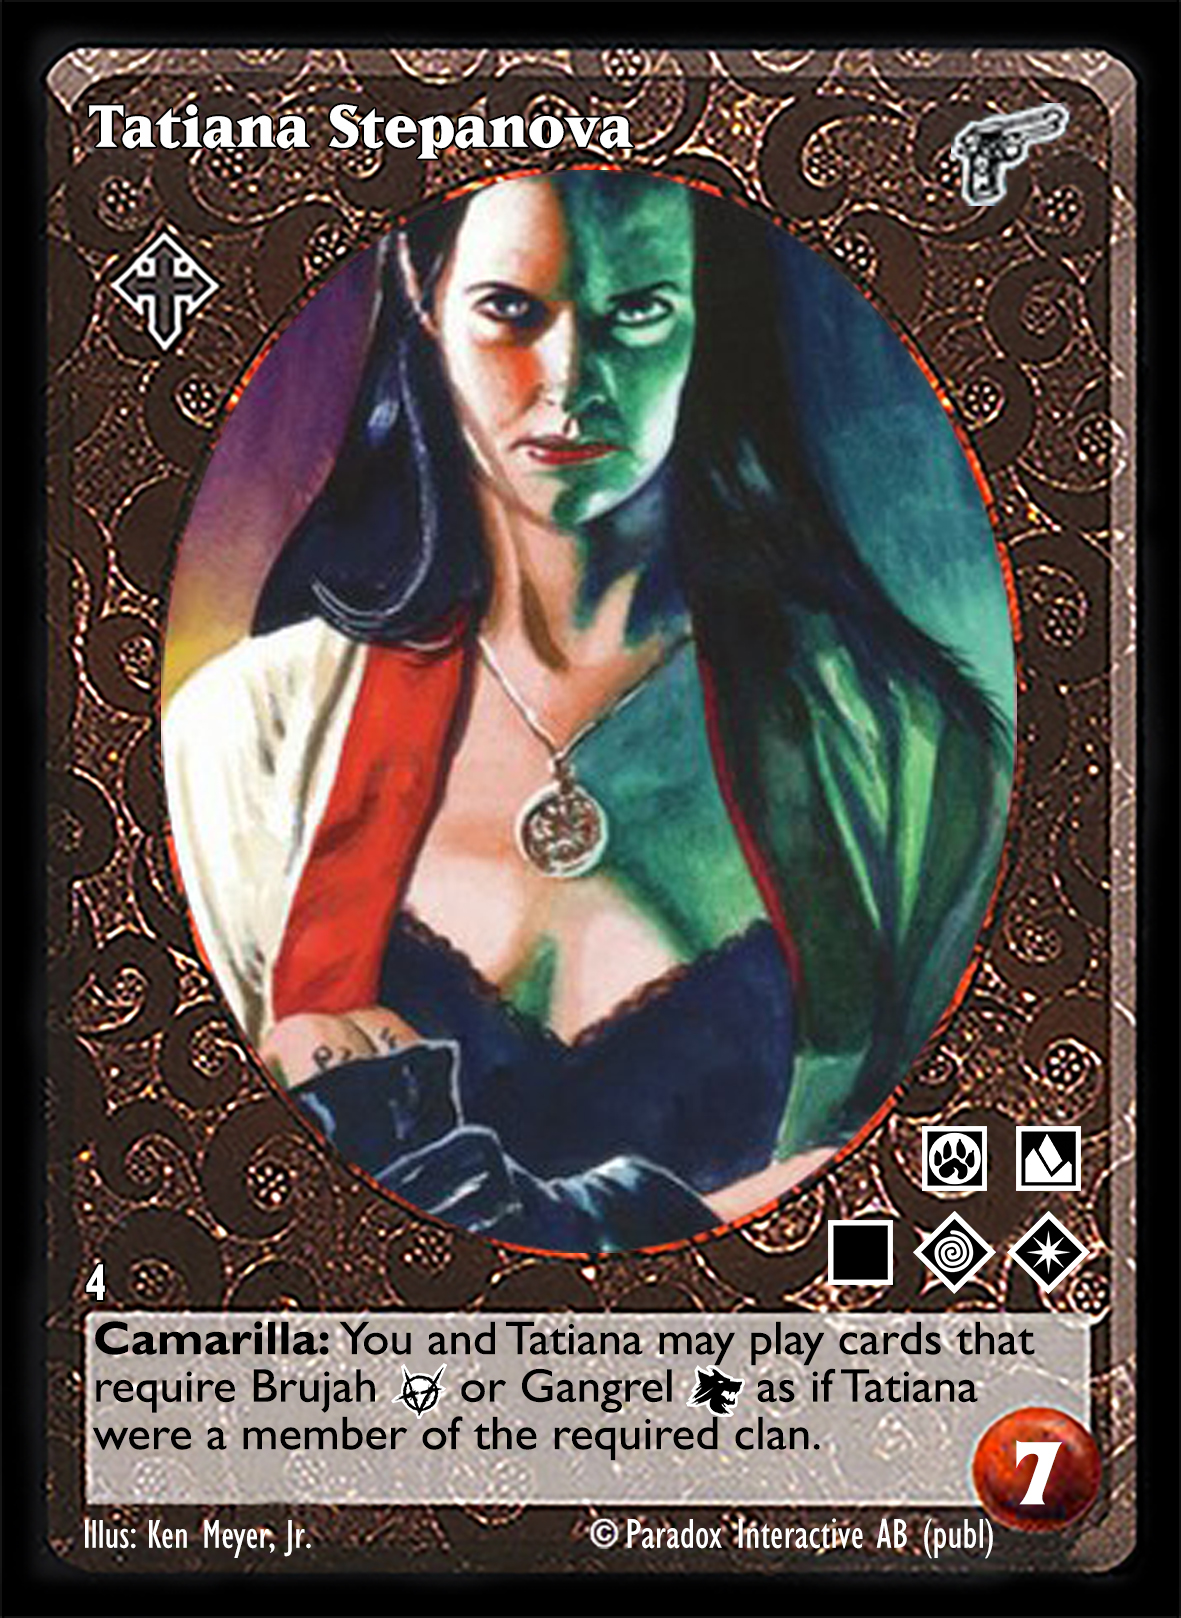 Tatiana Stepanova
4
Camarilla: You and Tatiana may play cards that
require Brujah or Gangrel as if Tatiana
were a member of the required clan.
7
Illus: Ken Meyer, Jr.
© Paradox Interactive AB (publ)